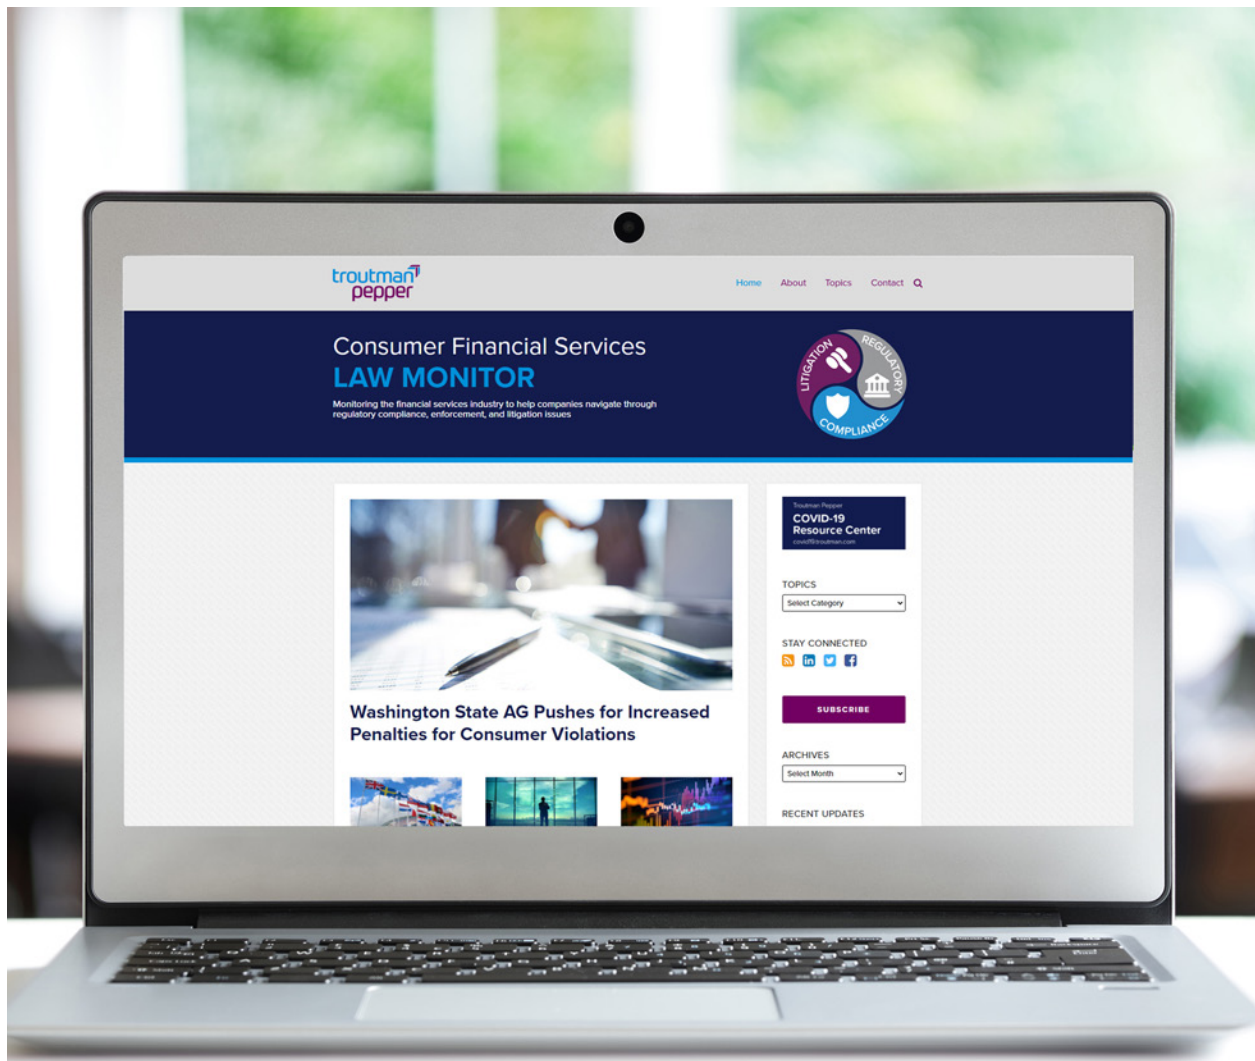 troutman
pepper
Home About Topics Contact
Consumer Financial Services
LAW MONITOR
Monitoring the financial services industry to help companies navigate through
regulatory compliance, enforcement, and litigation issues
LITIGATION
REGULATORY
COMPLIANCE
Washington State AG Pushes for Increased
Penalties for Consumer Violations
Troutman Pepper
COVID-19
Resource Center
TOPICS
Select Category
STAY CONNECTED
in
SUBSCRIBE
ARCHIVES
Select Month
RECENT UPDATES